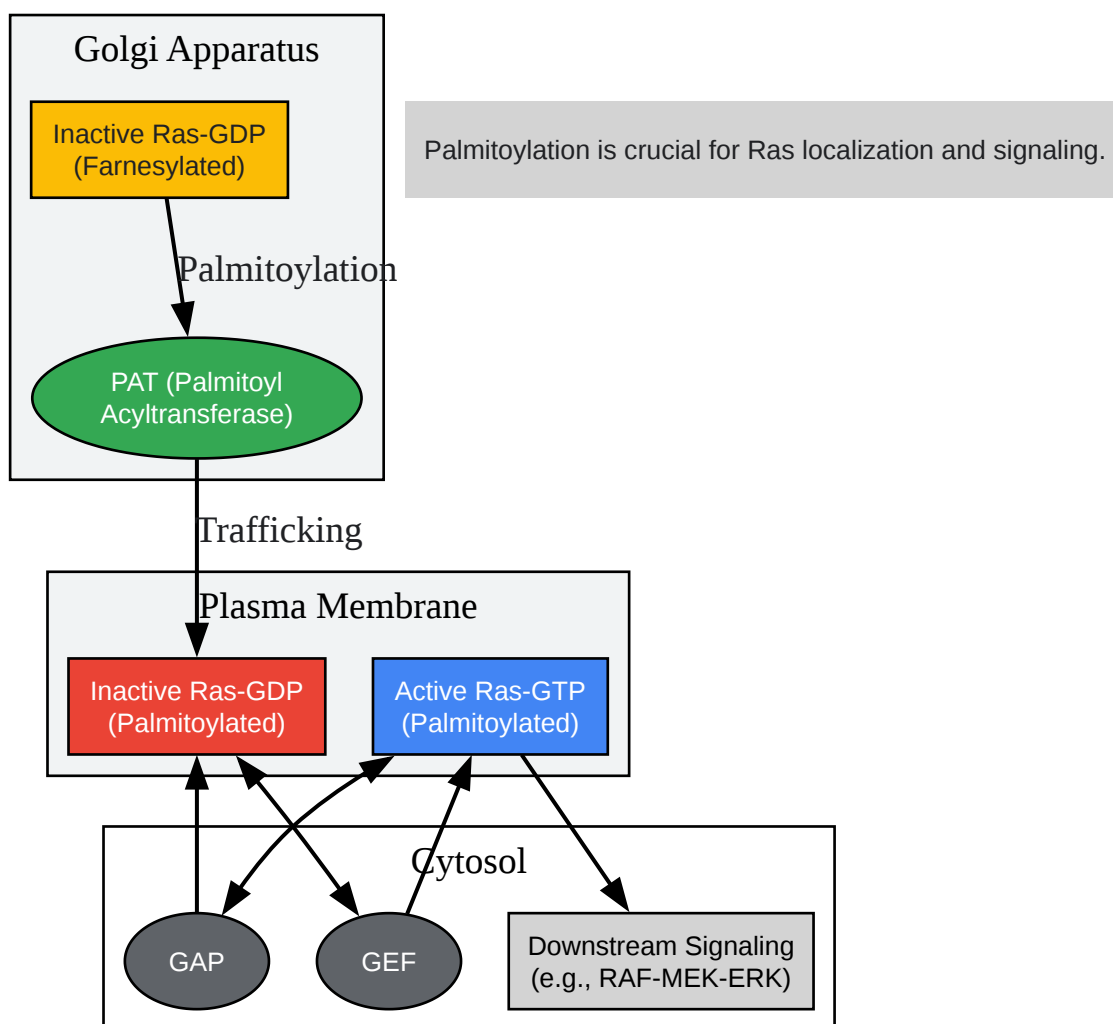 Golgi Apparatus
Inactive Ras-GDP
(Farnesylated)
Palmitoylation is crucial for Ras localization and signaling.
Palmitoylation
PAT (Palmitoyl
Acyltransferase)
Trafficking
Plasma Membrane
Inactive Ras-GDP
(Palmitoylated)
Active Ras-GTP
(Palmitoylated)
Cytosol
GAP
GEF
Downstream Signaling
(e.g., RAF-MEK-ERK)